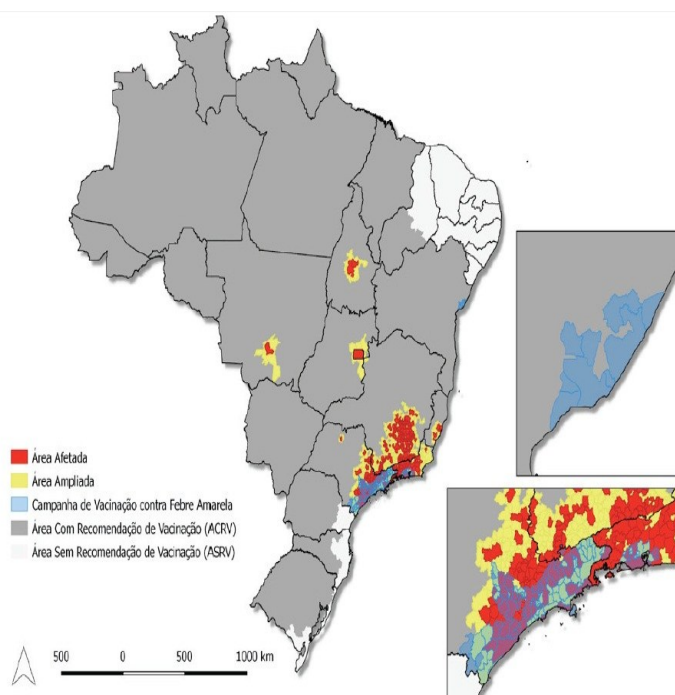 Área Afetada
Área Ampliada
Campanha de Vacinação contra Febre Amarela
Área Com Recomendação de Vacinação (ACRV)
Área Sem Recomendação de Vacinação (ASRV)
500 0 500 1000 km